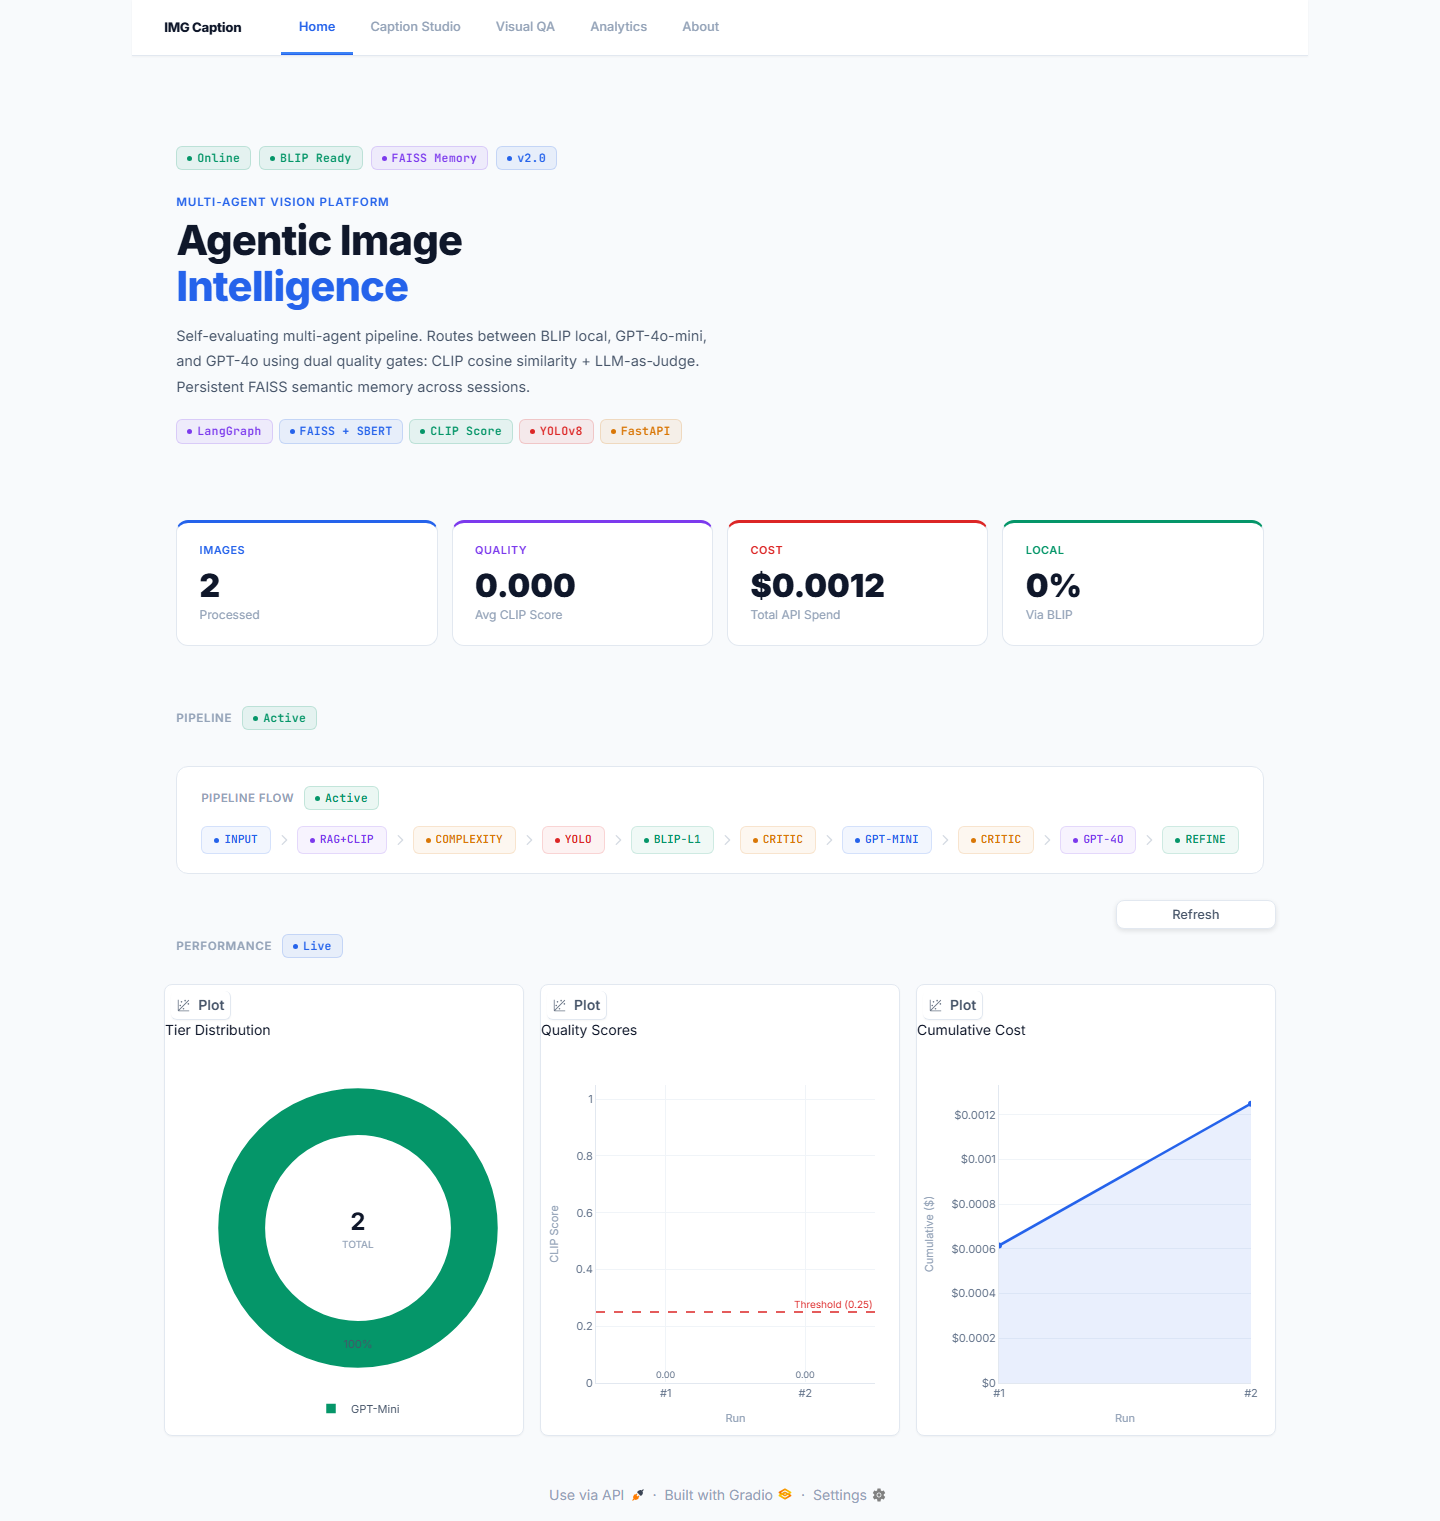 IMG Caption Home Caption Studio Visual QA Analytics About
Online BLIP Ready FAISS Memory v2.0
MULTI-AGENT VISION PLATFORM
Agentic Image
Intelligence
Self-evaluating multi-agent pipeline. Routes between BLIP local, GPT-4o-mini,
and GPT-4o using dual quality gates: CLIP cosine similarity + LLM-as-Judge.
Persistent FAISS semantic memory across sessions.
LangGraph FAISS + SBERT CLIP Score YOLOv8 FastAPI
IMAGES
2
Processed
QUALITY
0.000
Avg CLIP Score
COST
$0.0012
Total API Spend
LOCAL
0%
Via BLIP
PIPELINE Active
PIPELINE FLOW Active
INPUT RAG+CLIP COMPLEXITY YOLO BLIP-L1 CRITIC GPT-MINI CRITIC GPT-4O REFINE
Refresh
PERFORMANCE Live
Plot
Tier Distribution
2
TOTAL
100%
GPT-Mini
Plot
Quality Scores
1
0.8
0.6
0.4
0.2
0
CLIP Score
Threshold (0.25)
0.00 0.00
#1 #2
Run
Plot
Cumulative Cost
$0.0012
$0.001
$0.0008
$0.0006
$0.0004
$0.0002
$0
Cumulative ($)
#1 #2
Run
Use via API · Built with Gradio · Settings